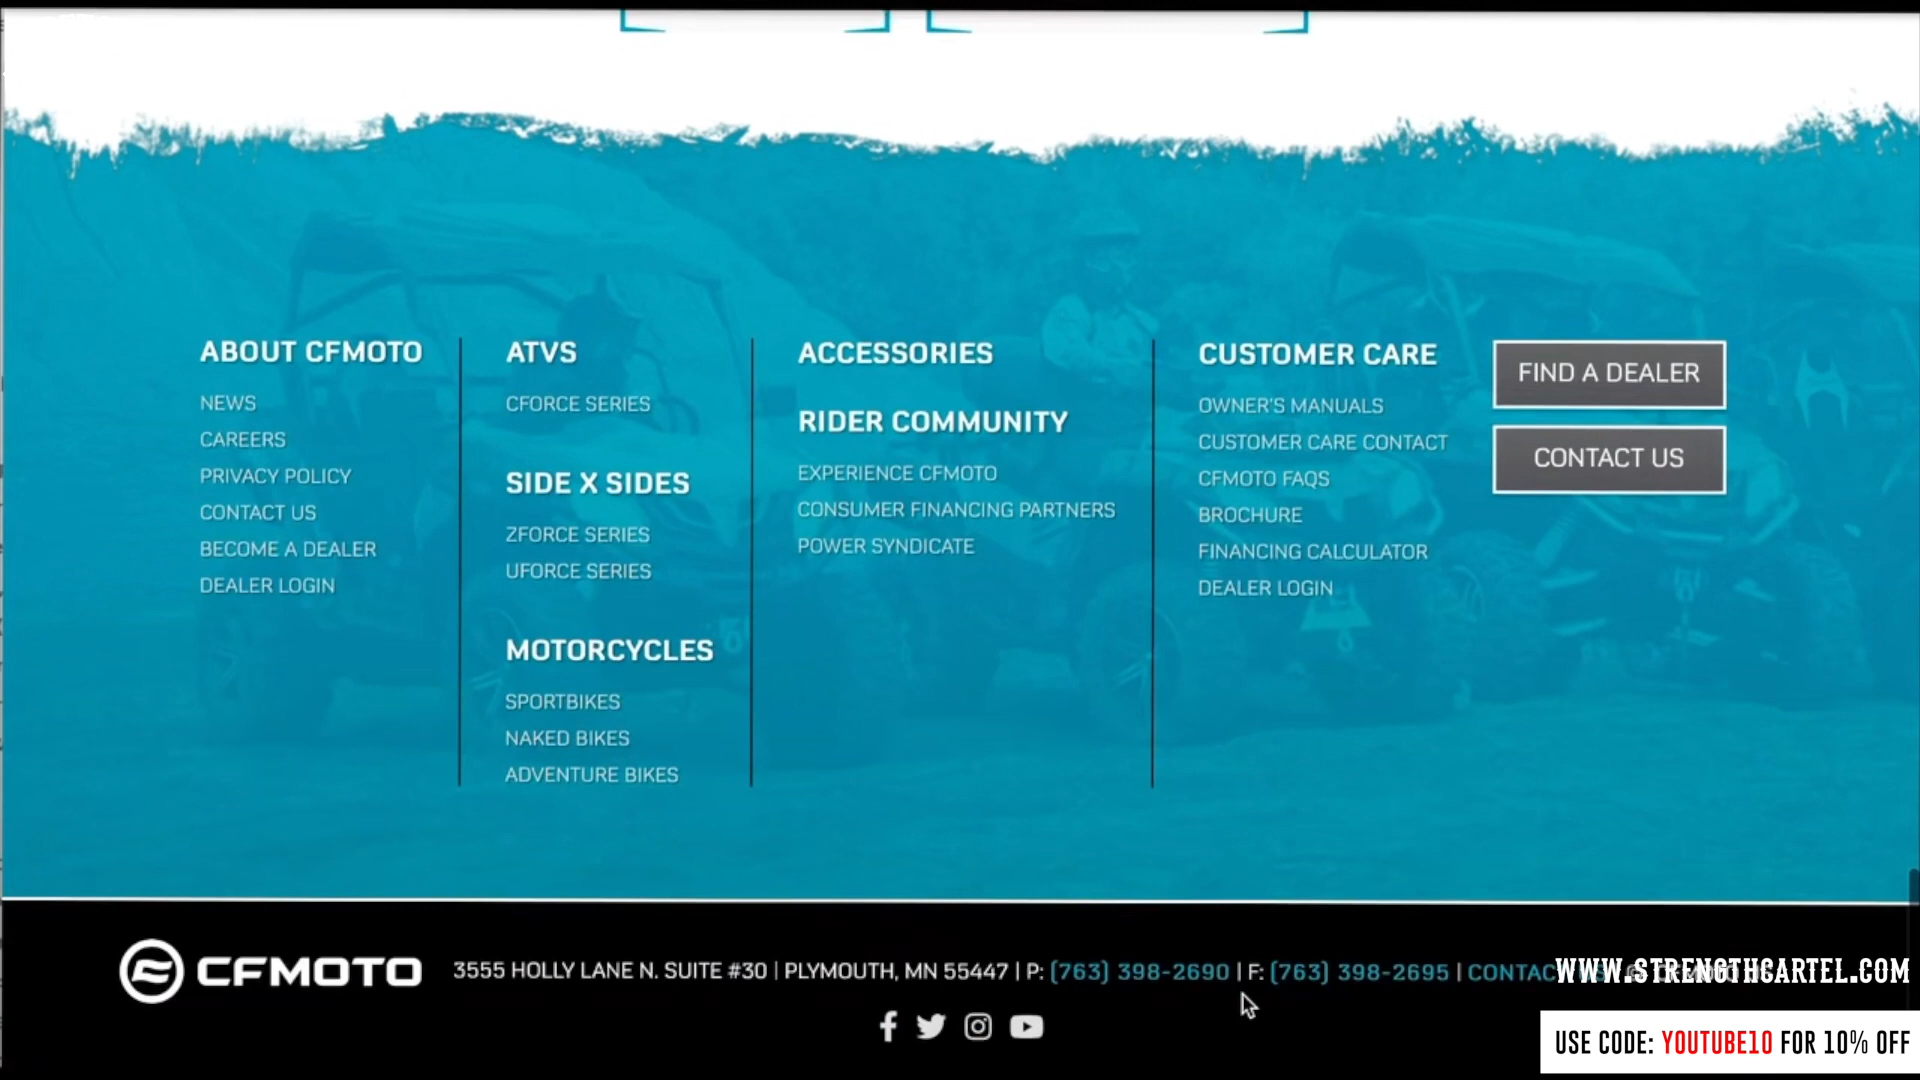 ABOUT CFMOTO
NEWS
CAREERS
PRIVACY POLICY
CONTACT US
BECOME A DEALER
DEALER LOGIN
ATVS
CFORCE SERIES
SIDE X SIDES
ZFORCE SERIES
UFORCE SERIES
MOTORCYCLES
SPORTBIKES
NAKED BIKES
ADVENTURE BIKES
ACCESSORIES
RIDER COMMUNITY
EXPERIENCE CFMOTO
CONSUMER FINANCING PARTNERS
POWER SYNDICATE
CUSTOMER CARE
OWNER'S MANUALS
CUSTOMER CARE CONTACT
CFMOTO FAQS
BROCHURE
FINANCING CALCULATOR
DEALER LOGIN
FIND A DEALER
CONTACT US
CFMOTO
3555 HOLLY LANE N. SUITE #30 | PLYMOUTH, MN 55447 | P: (763) 398-2690 | F: (763) 398-2695 |
WWW.STRENGTHCARTEL.COM
USE CODE: YOUTUBE10 FOR 10% OFF